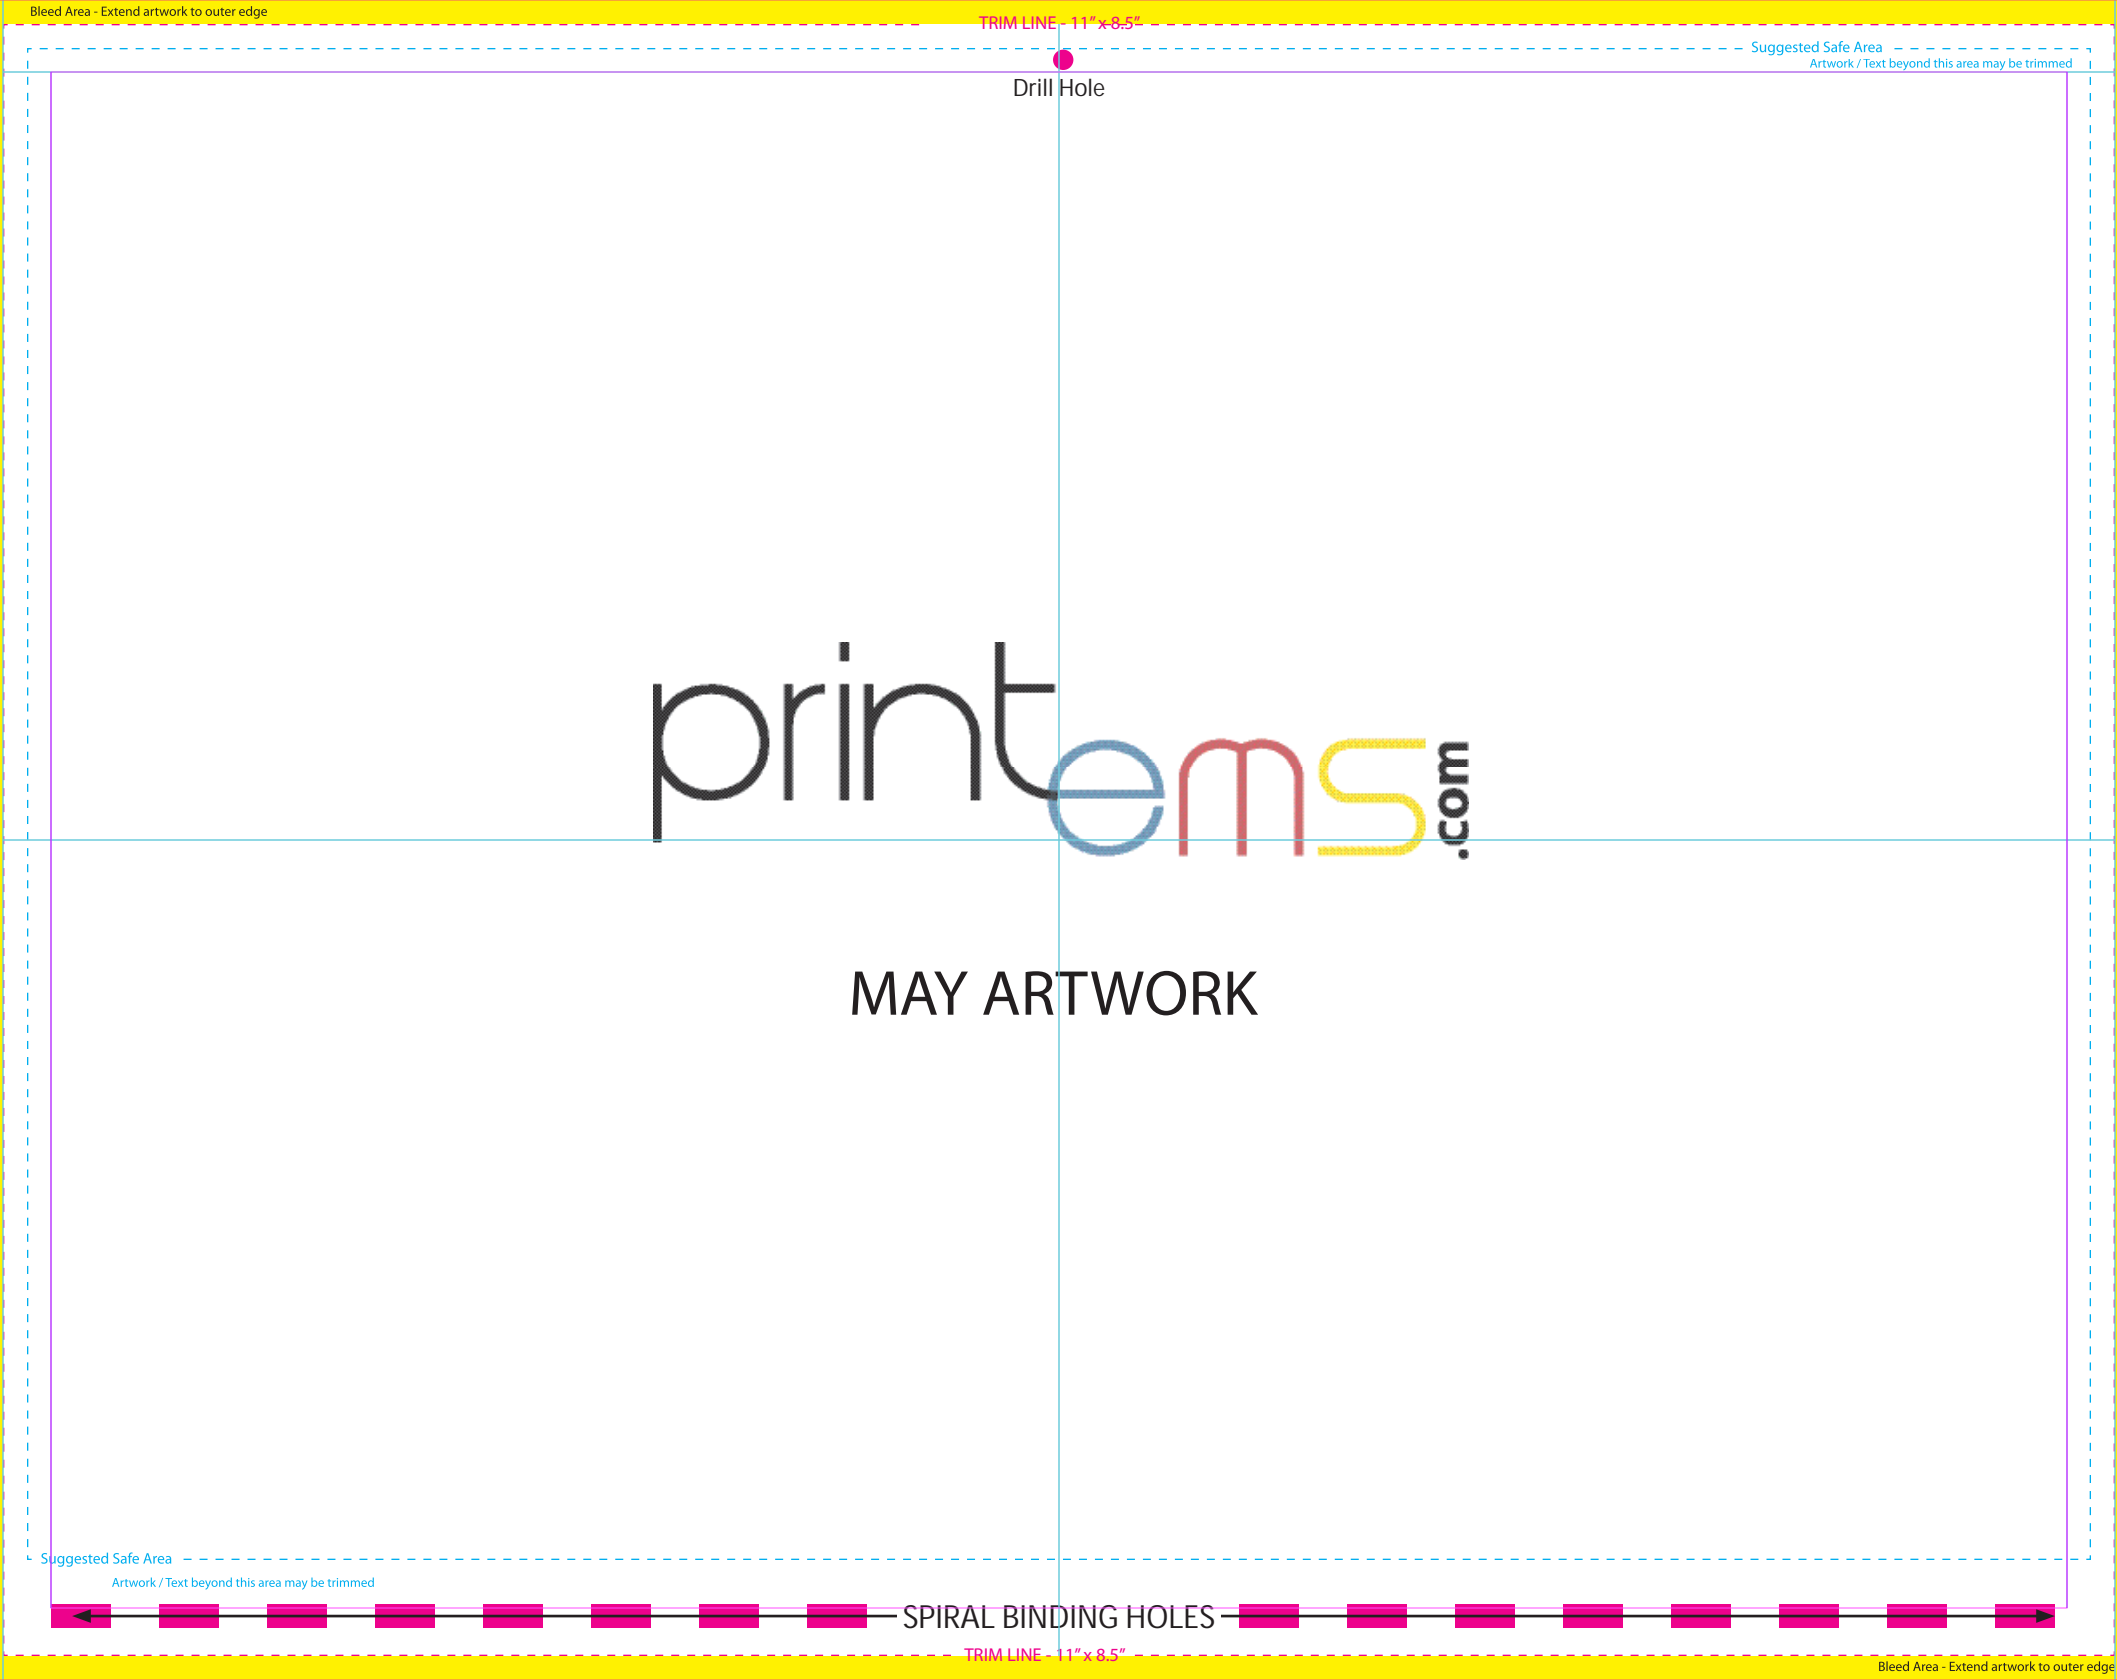 Bleed Area - Extend artwork to outer edge
TRIM LINE - 11” x 8.5”
Suggested Safe Area
Artwork / Text beyond this area may be trimmed
Drill Hole
printems.com
MAY ARTWORK
Suggested Safe Area
Artwork / Text beyond this area may be trimmed
SPIRAL BINDING HOLES
TRIM LINE - 11” x 8.5”
Bleed Area - Extend artwork to outer edge